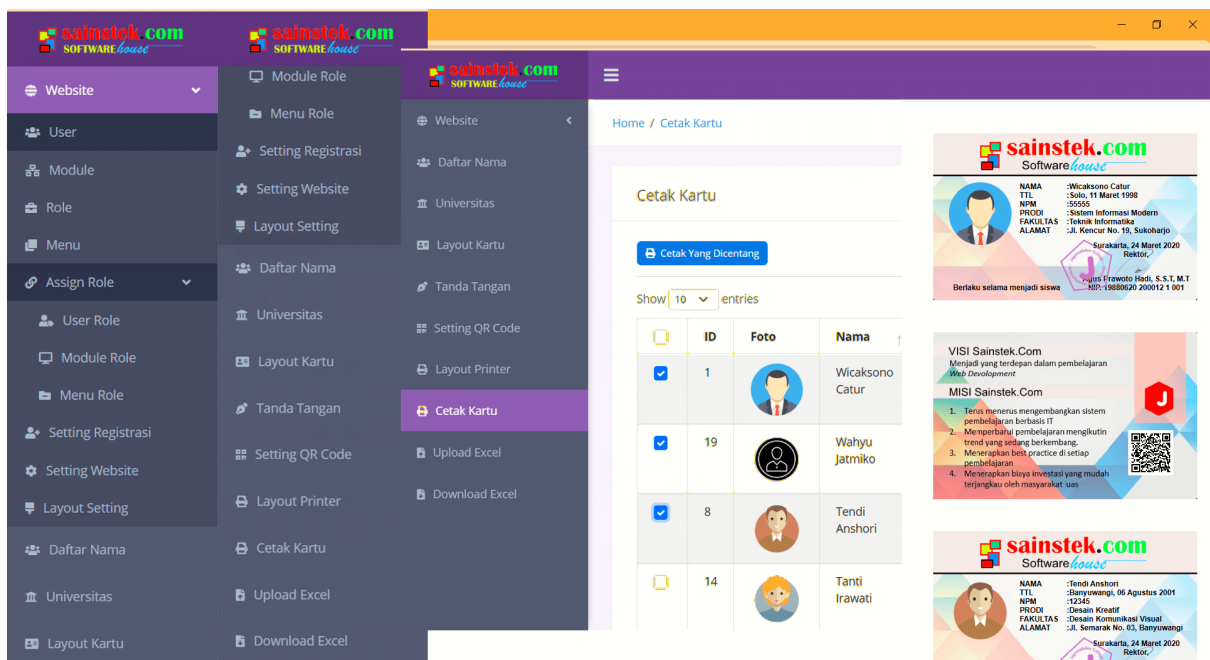 sainstek.com
SOFTWARE house
Website
User
Module
Role
Menu
Assign Role
User Role
Module Role
Menu Role
Setting Registrasi
Setting Website
Layout Setting
Daftar Nama
Universitas
Layout Kartu
sainstek.com
SOFTWARE house
Module Role
Menu Role
Setting Registrasi
Setting Website
Layout Setting
Daftar Nama
Universitas
Layout Kartu
Tanda Tangan
Setting QR Code
Layout Printer
Cetak Kartu
Upload Excel
Download Excel
sainstek.com
SOFTWARE house
Website
Daftar Nama
Universitas
Layout Kartu
Tanda Tangan
Setting QR Code
Layout Printer
Cetak Kartu
Upload Excel
Download Excel
Home / Cetak Kartu
Cetak Kartu
Cetak Yang Dicentang
Show 10 entries
ID Foto Nama
1 Wicaksono
Catur
19 Wahyu
Jatmiko
8 Tendi
Anshori
14 Tanti
Irawati
sainstek.com
Software house
NAMA :Wicaksono Catur
TTL :Solo, 11 Maret 1998
NPM :55555
PRODI :Sistem Informasi Modern
FAKULTAS :Teknik Informatika
ALAMAT :Jl. Kencur No. 19, Sukoharjo
Surakarta, 24 Maret 2020
Rektor,
J
Agus Prawoto Hadi, S.S.T, M.T
Berlaku selama menjadi siswa NIP. 19880620 200012 1 001
VISI Sainstek.Com
Menjadi yang terdepan dalam pembelajaran
Web Devolopment
MISI Sainstek.Com
1. Terus menerus mengembangkan sistem
pembelajaran berbasis IT
2. Memperbarui pembelajaran mengikutin
trend yang sedang berkembang.
3. Menerapkan best practice di setiap
pembelajaran
4. Menerapkan biaya investasi yang mudah
terjangkau oleh masyarakat luas
J
sainstek.com
Software house
NAMA :Tendi Anshori
TTL :Banyuwangi, 06 Agustus 2001
NPM :12345
PRODI :Desain Kreatif
FAKULTAS :Desain Komunikasi Visual
ALAMAT :Jl. Semarak No. 03, Banyuwangi
Surakarta, 24 Maret 2020
Rektor,